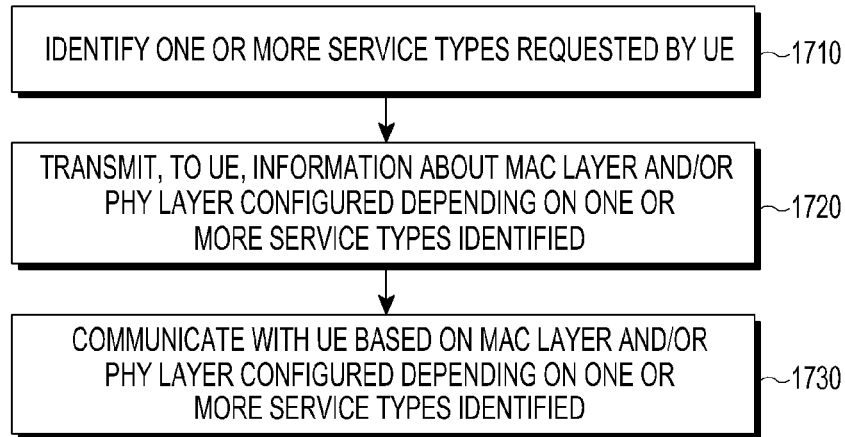 IDENTIFY ONE OR MORE SERVICE TYPES REQUESTED BY UE
1710
TRANSMIT, TO UE, INFORMATION ABOUT MAC LAYER AND/OR
PHY LAYER CONFIGURED DEPENDING ON ONE OR
MORE SERVICE TYPES IDENTIFIED
1720
COMMUNICATE WITH UE BASED ON MAC LAYER AND/OR
PHY LAYER CONFIGURED DEPENDING ON ONE OR
MORE SERVICE TYPES IDENTIFIED
1730